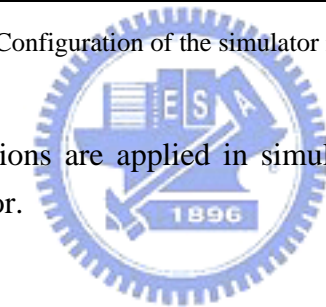 Configuration of the simulator
ES
A
ions are applied in simul
or.
1896